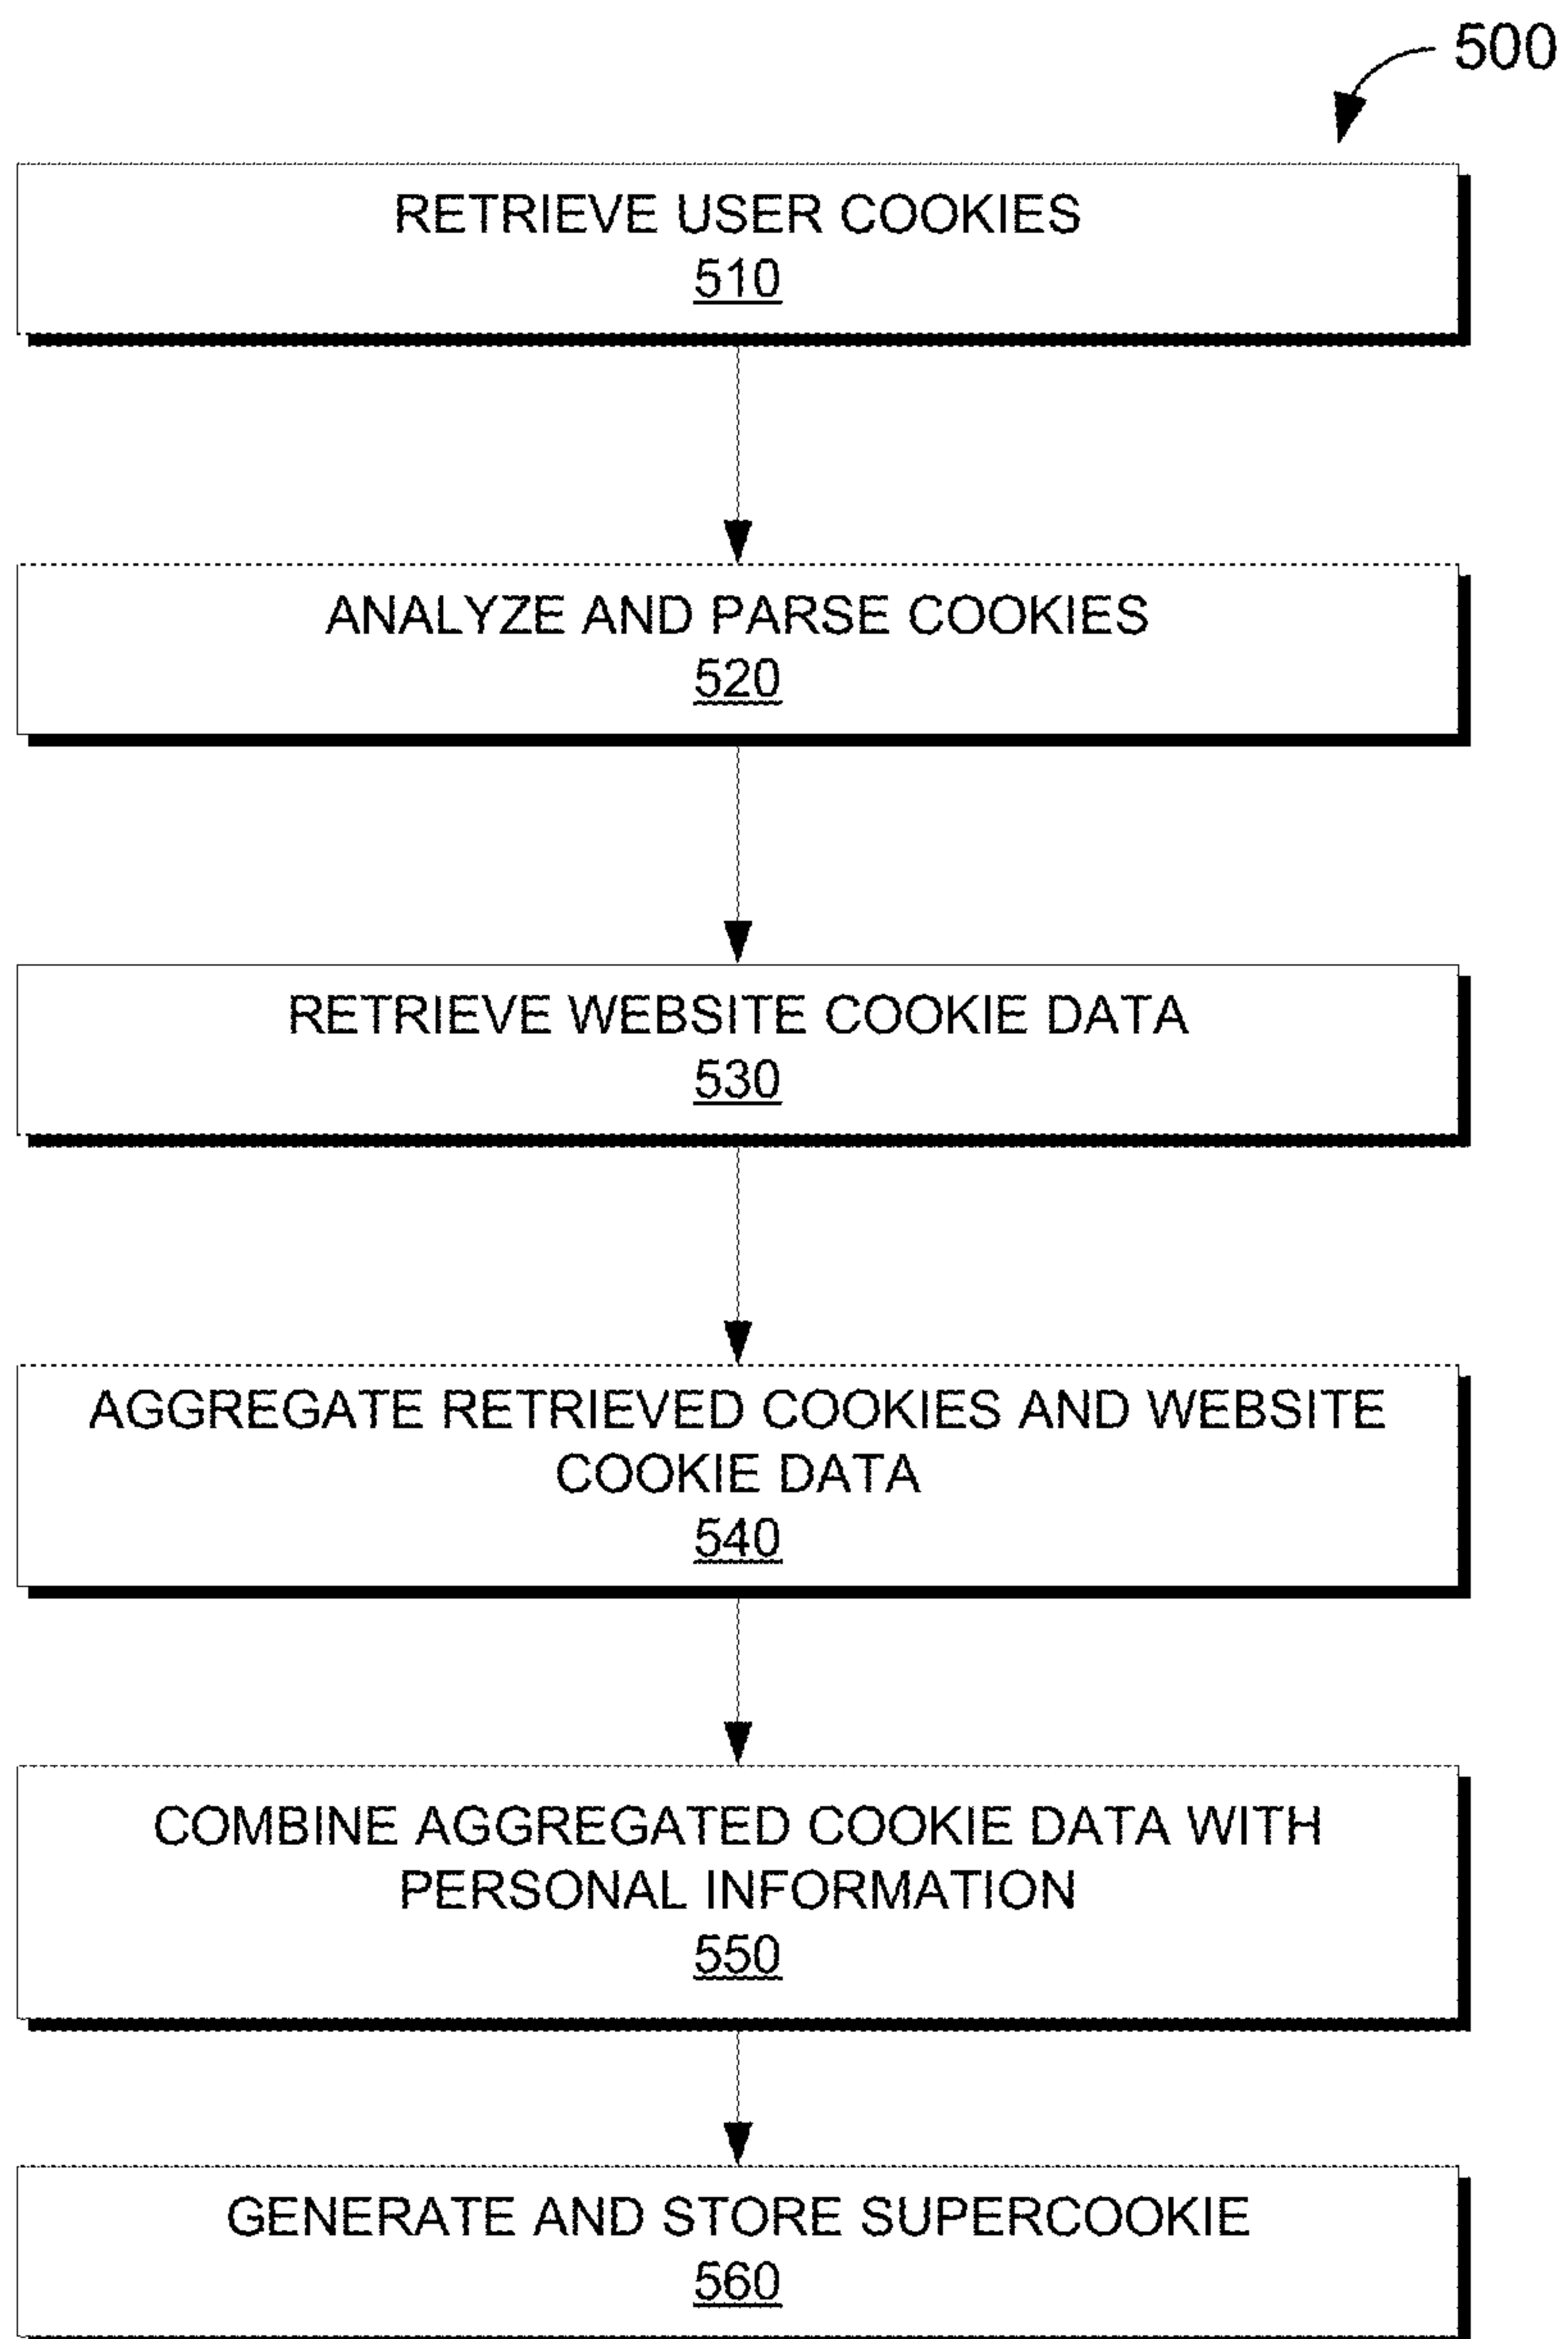 500
RETRIEVE USER COOKIES
510
ANALYZE AND PARSE COOKIES
520
RETRIEVE WEBSITE COOKIE DATA
530
AGGREGATE RETRIEVED COOKIES AND WEBSITE
COOKIE DATA
540
COMBINE AGGREGATED COOKIE DATA WITH
PERSONAL INFORMATION
550
GENERATE AND STORE SUPERCOOKIE
560